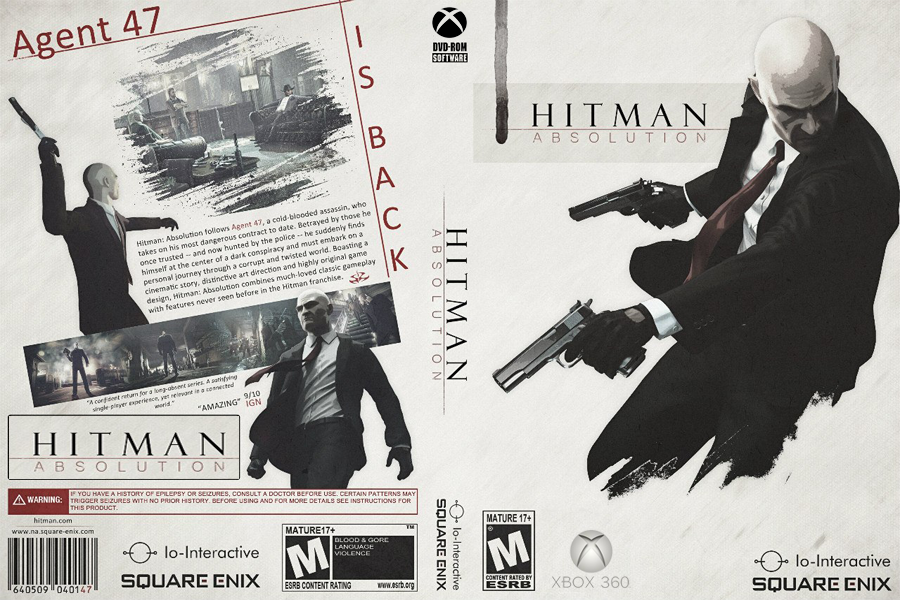 Agent 47
IS BACK
Hitman: Absolution follows Agent 47, a cold-blooded assassin, who
takes on his most dangerous contract to date. Betrayed by those he
once trusted -- and now hunted by the police -- he suddenly finds
himself at the center of a dark conspiracy and must embark on a
personal journey through a corrupt and twisted world. Boasting a
cinematic story, distinctive art direction and highly original game
design, Hitman: Absolution combines much-loved classic gameplay
with features never seen before in the Hitman franchise.
"A confident return for a long-absent series. A satisfying
single-player experience, yet relevant in a connected
world."
"AMAZING" 9/10
IGN
HITMAN
ABSOLUTION
WARNING: IF YOU HAVE A HISTORY OF EPILEPSY OR SEIZURES, CONSULT A DOCTOR BEFORE USE. CERTAIN PATTERNS MAY
TRIGGER SEIZURES WITH NO PRIOR HISTORY. BEFORE USING AND FOR MORE DETAILS SEE INSTRUCTIONS FOR
THIS PRODUCT.
hitman.com
www.na.square-enix.com
640509 040147
Io-Interactive
SQUARE ENIX
MATURE 17+
TM
M
BLOOD & GORE
LANGUAGE
VIOLENCE
ESRB CONTENT RATING www.esrb.org
DVD-ROM
SOFTWARE
HITMAN
ABSOLUTION
Io-Interactive
SQUARE ENIX
HITMAN
ABSOLUTION
MATURE 17+
M
CONTENT RATED BY
ESRB
XBOX 360
Io-Interactive
SQUARE ENIX